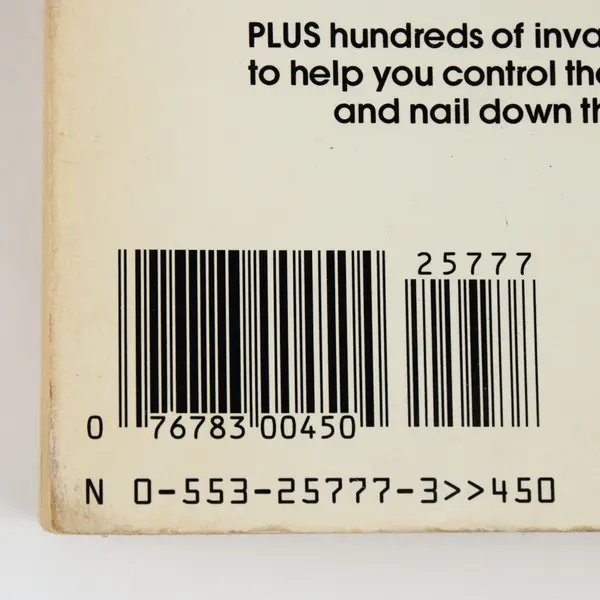 PLUS hundreds of inva
to help you control the
and nail down th
25777
0 76783 00450
N 0-553-25777-3>>450